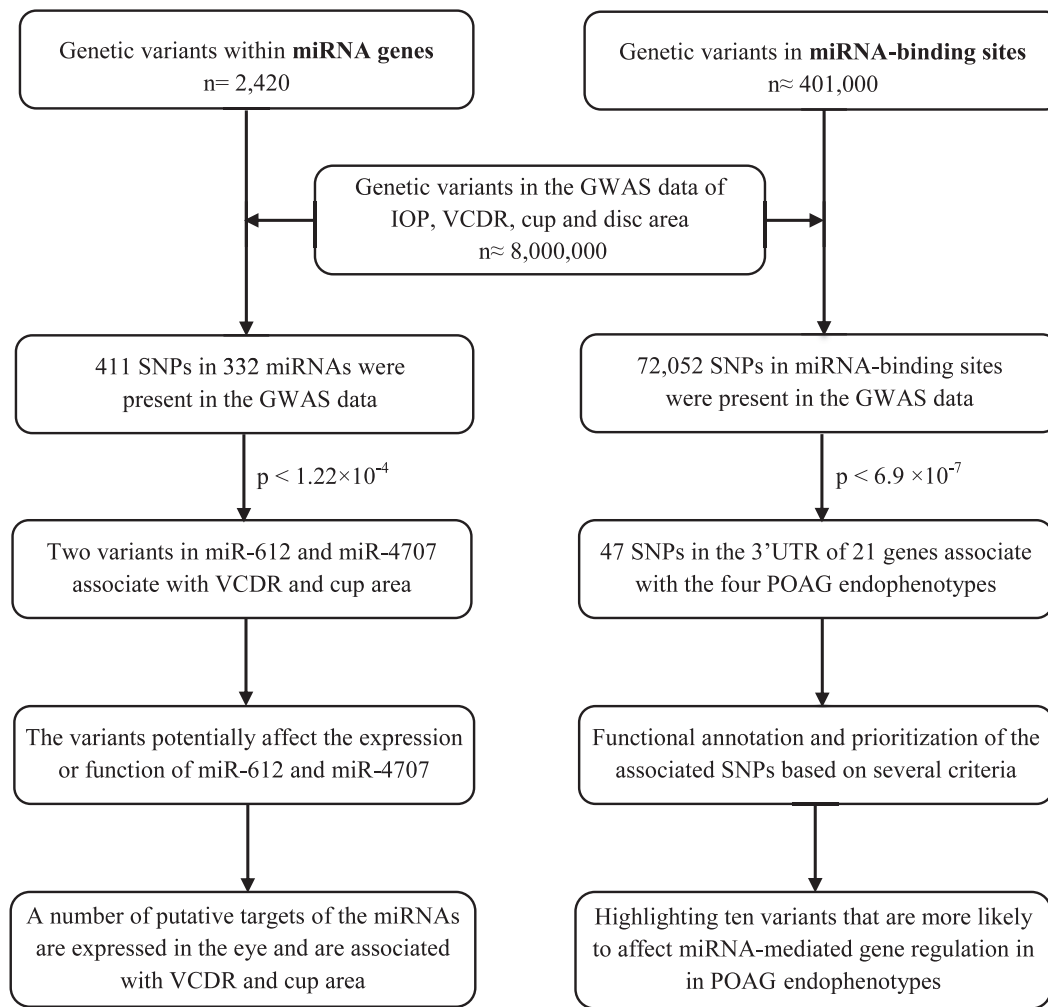 Genetic variants within miRNA genes
n= 2,420
Genetic variants in miRNA-binding sites
n≈ 401,000
Genetic variants in the GWAS data of
IOP, VCDR, cup and disc area
n≈ 8,000,000
411 SNPs in 332 miRNAs were
present in the GWAS data
72,052 SNPs in miRNA-binding sites
were present in the GWAS data
p < 1.22×10⁻⁴
p < 6.9 ×10⁻⁷
Two variants in miR-612 and miR-4707
associate with VCDR and cup area
47 SNPs in the 3’UTR of 21 genes associate
with the four POAG endophenotypes
The variants potentially affect the expression
or function of miR-612 and miR-4707
Functional annotation and prioritization of the
associated SNPs based on several criteria
A number of putative targets of the miRNAs
are expressed in the eye and are associated
with VCDR and cup area
Highlighting ten variants that are more likely
to affect miRNA-mediated gene regulation in
in POAG endophenotypes